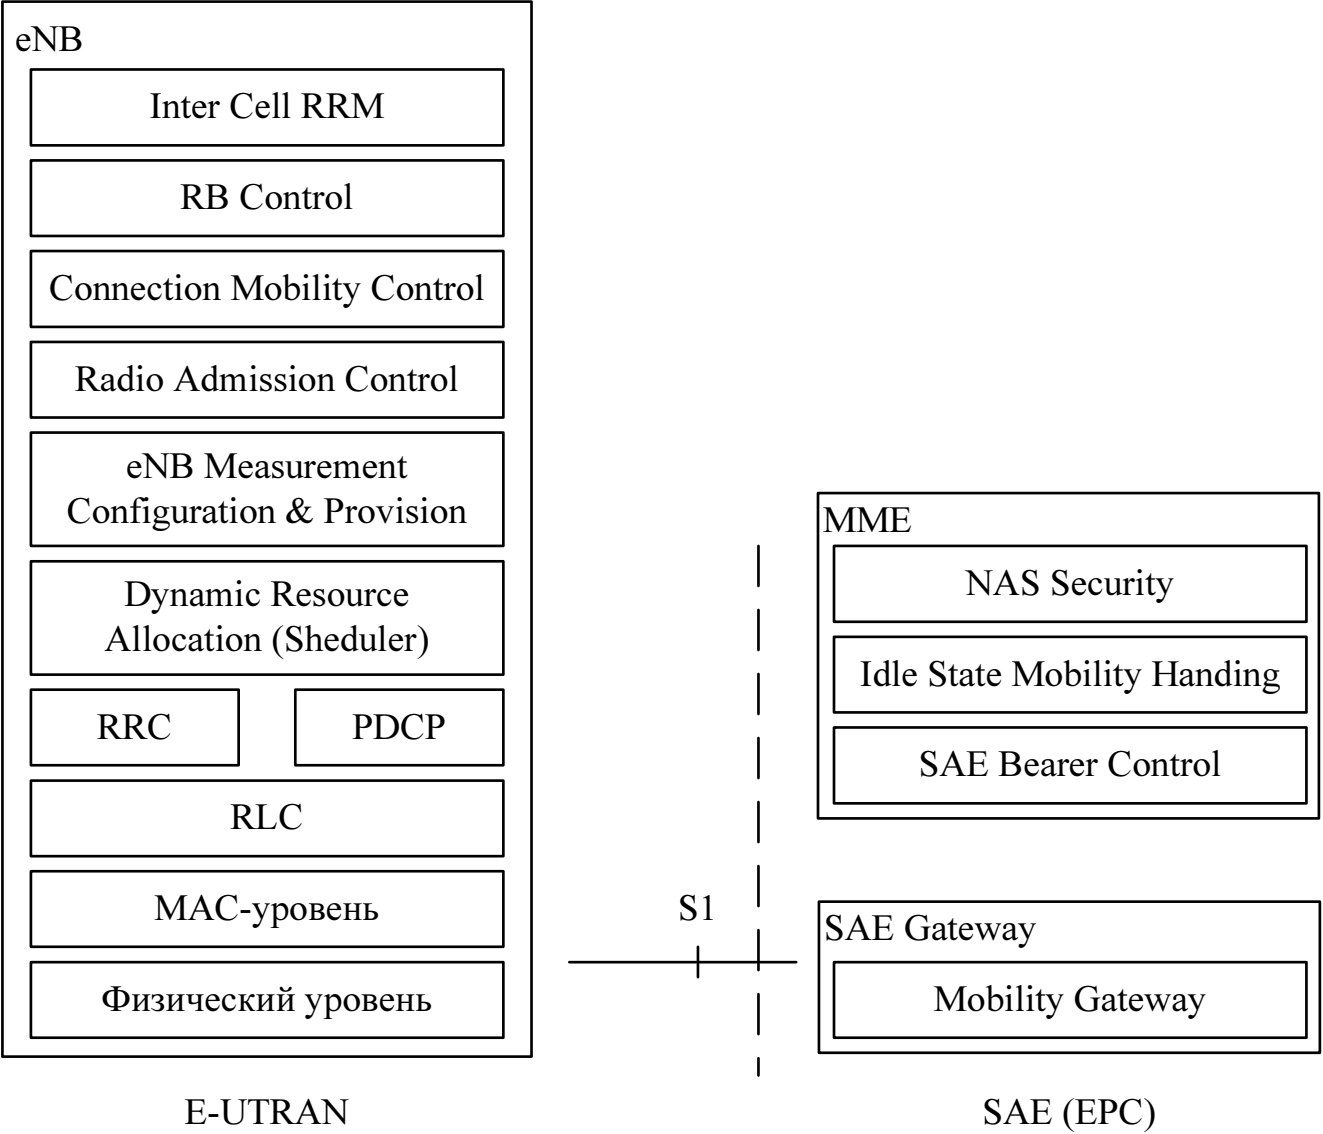 eNB
Inter Cell RRM
RB Control
Connection Mobility Control
Radio Admission Control
eNB Measurement
Configuration & Provision
Dynamic Resource
Allocation (Sheduler)
RRC
PDCP
RLC
MAC-уровень
Физический уровень
E-UTRAN
S1
MME
NAS Security
Idle State Mobility Handing
SAE Bearer Control
SAE Gateway
Mobility Gateway
SAE (EPC)